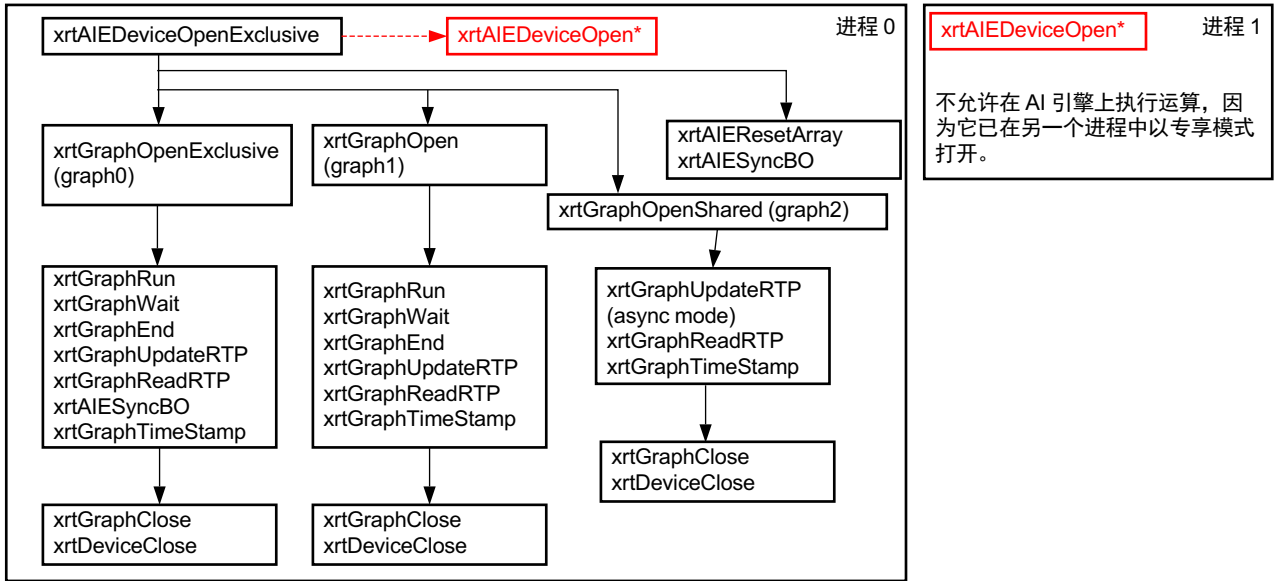 xrtAIEDeviceOpenExclusive
xrtAIEDeviceOpen*
进程 0
xrtGraphOpenExclusive
(graph0)
xrtGraphOpen
(graph1)
xrtAIEResetArray
xrtAIESyncBO
xrtGraphOpenShared (graph2)
xrtGraphRun
xrtGraphWait
xrtGraphEnd
xrtGraphUpdateRTP
xrtGraphReadRTP
xrtAIESyncBO
xrtGraphTimeStamp
xrtGraphRun
xrtGraphWait
xrtGraphEnd
xrtGraphUpdateRTP
xrtGraphReadRTP
xrtGraphTimeStamp
xrtGraphUpdateRTP
(async mode)
xrtGraphReadRTP
xrtGraphTimeStamp
xrtGraphClose
xrtDeviceClose
xrtGraphClose
xrtDeviceClose
xrtGraphClose
xrtDeviceClose
xrtAIEDeviceOpen*
进程 1
不允许在 AI 引擎上执行运算，因
为它已在另一个进程中以专享模式
打开。